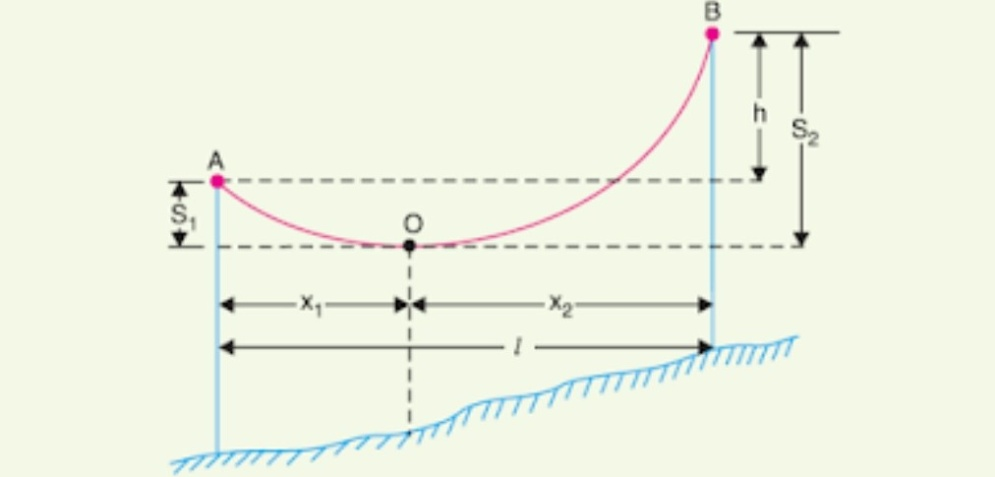 B
h
S₂
A
S₁
O
x₁
x₂
l